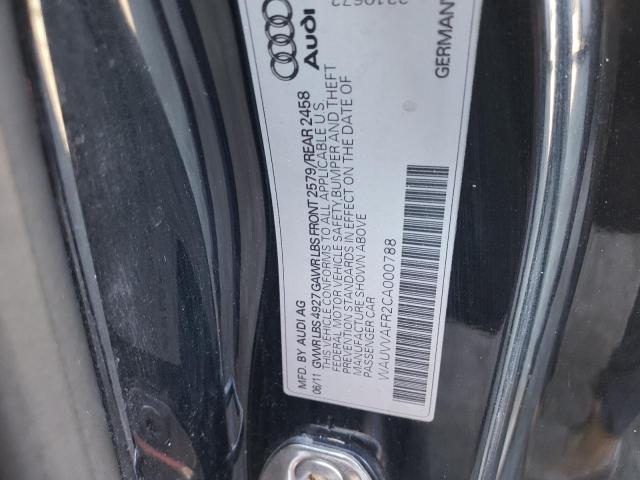 Audi
MFD. BY AUDI AG
06/11 GVWR LBS 4927 GAWR LBS FRONT 2579/REAR 2458
THIS VEHICLE CONFORMS TO ALL APPLICABLE U.S.
FEDERAL MOTOR VEHICLE SAFETY BUMPER AND THEFT
PREVENTION STANDARDS IN EFFECT ON THE DATE OF
MANUFACTURE SHOWN ABOVE
PASSENGER CAR
WAUVVAFR2CA000788
GERMANY